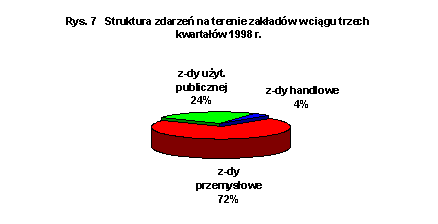 Rys. 7 Struktura zdarzeń na terenie zakładów w ciągu trzech
kwartałów 1998 r.
z-dy użyt.
publicznej
24%
z-dy handlowe
4%
z-dy
przemysłowe
72%